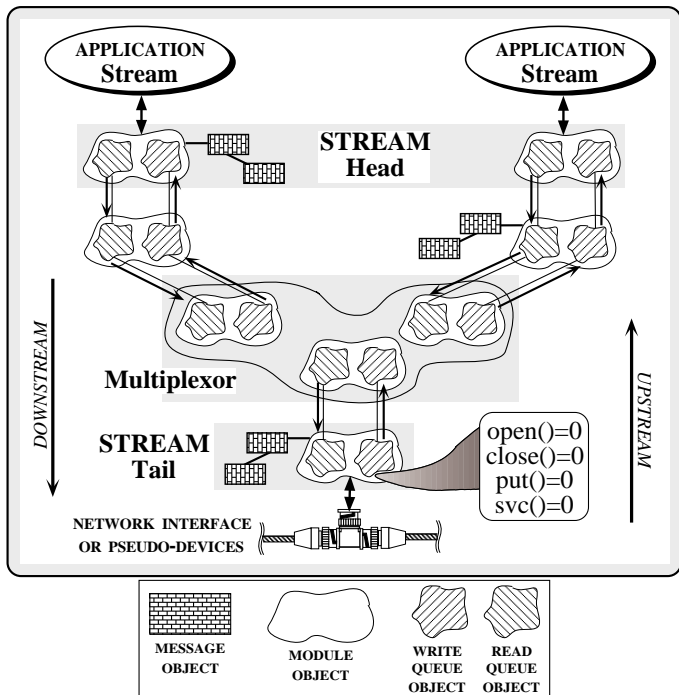 APPLICATION
Stream
APPLICATION
Stream
STREAM
Head
DOWNSTREAM
Multiplexor
UPSTREAM
STREAM
Tail
open()=0
close()=0
put()=0
svc()=0
NETWORK INTERFACE
OR PSEUDO-DEVICES
MESSAGE
OBJECT
MODULE
OBJECT
WRITE
QUEUE
OBJECT
READ
QUEUE
OBJECT